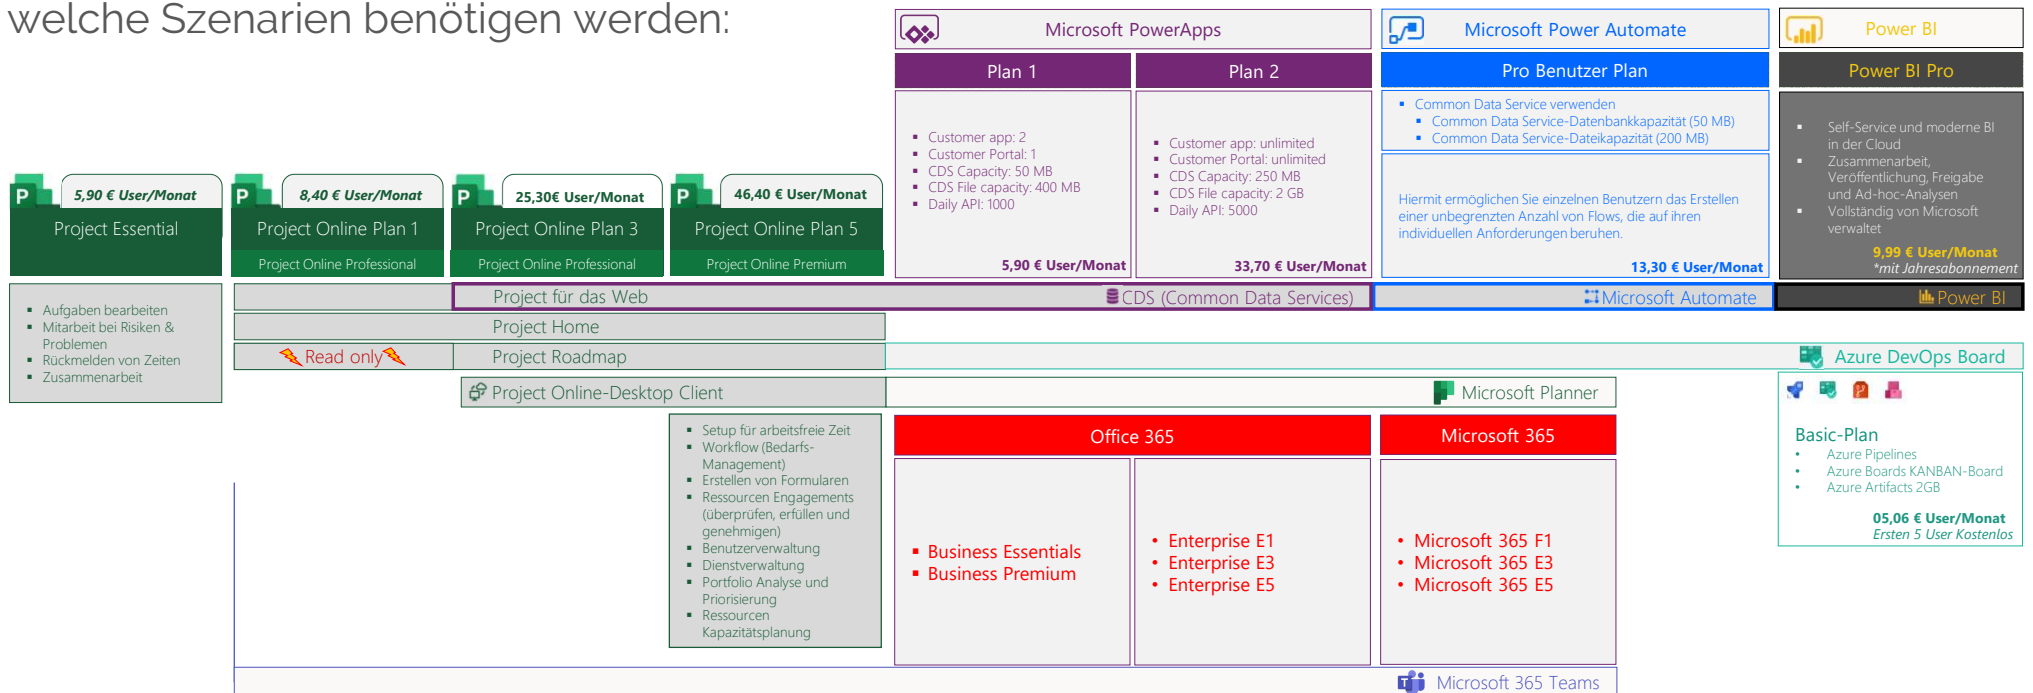 welche Szenarien benötigen werden:
Microsoft PowerApps
Microsoft Power Automate
Power BI
Plan 1
Plan 2
Pro Benutzer Plan
Power BI Pro
▪ Customer app: 2
▪ Customer Portal: 1
▪ CDS Capacity: 50 MB
▪ CDS File capacity: 400 MB
▪ Daily API: 1000
5,90 € User/Monat
▪ Customer app: unlimited
▪ Customer Portal: unlimited
▪ CDS Capacity: 250 MB
▪ CDS File capacity: 2 GB
▪ Daily API: 5000
33,70 € User/Monat
▪ Common Data Service verwenden
▪ Common Data Service-Datenbankkapazität (50 MB)
▪ Common Data Service-Dateikapazität (200 MB)
Hiermit ermöglichen Sie einzelnen Benutzern das Erstellen
einer unbegrenzten Anzahl von Flows, die auf ihren
individuellen Anforderungen beruhen.
13,30 € User/Monat
▪ Self-Service und moderne BI
in der Cloud
▪ Zusammenarbeit,
Veröffentlichung, Freigabe
und Ad-hoc-Analysen
▪ Vollständig von Microsoft
verwaltet
9,99 € User/Monat
*mit Jahresabonnement
P
5,90 € User/Monat
Project Essential
P
8,40 € User/Monat
Project Online Plan 1
Project Online Professional
P
25,30€ User/Monat
Project Online Plan 3
Project Online Professional
P
46,40 € User/Monat
Project Online Plan 5
Project Online Premium
▪ Aufgaben bearbeiten
▪ Mitarbeit bei Risiken &
Problemen
▪ Rückmelden von Zeiten
▪ Zusammenarbeit
Project für das Web
CDS (Common Data Services)
Microsoft Automate
Power BI
Project Home
Read only
Project Roadmap
Azure DevOps Board
Project Online-Desktop Client
Microsoft Planner
▪ Setup für arbeitsfreie Zeit
▪ Workflow (Bedarfs-
Management)
▪ Erstellen von Formularen
▪ Ressourcen Engagements
(überprüfen, erfüllen und
genehmigen)
▪ Benutzerverwaltung
▪ Dienstverwaltung
▪ Portfolio Analyse und
Priorisierung
▪ Ressourcen
Kapazitätsplanung
Office 365
Microsoft 365
▪ Business Essentials
▪ Business Premium
• Enterprise E1
• Enterprise E3
• Enterprise E5
• Microsoft 365 F1
• Microsoft 365 E3
• Microsoft 365 E5
Basic-Plan
• Azure Pipelines
• Azure Boards KANBAN-Board
• Azure Artifacts 2GB
05,06 € User/Monat
Ersten 5 User Kostenlos
Microsoft 365 Teams